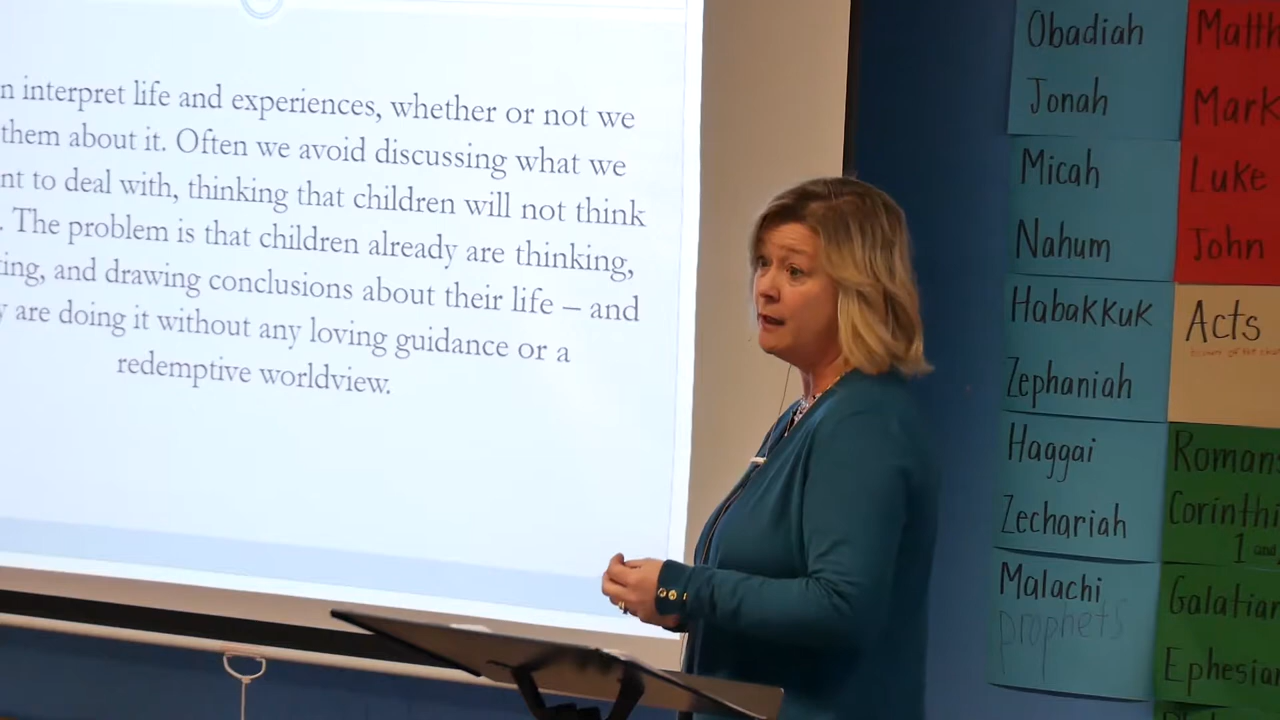 n interpret life and experiences, whether or not we
them about it. Often we avoid discussing what we
nt to deal with, thinking that children will not think
. The problem is that children already are thinking,
ing, and drawing conclusions about their life – and
y are doing it without any loving guidance or a
redemptive worldview.
Obadiah
Jonah
Micah
Nahum
Habakkuk
Zephaniah
Haggai
Zechariah
Malachi
prophets
Matth
Mark
Luke
John
Acts
Roman
Corinthi
1 and
Galatian
Ephesian